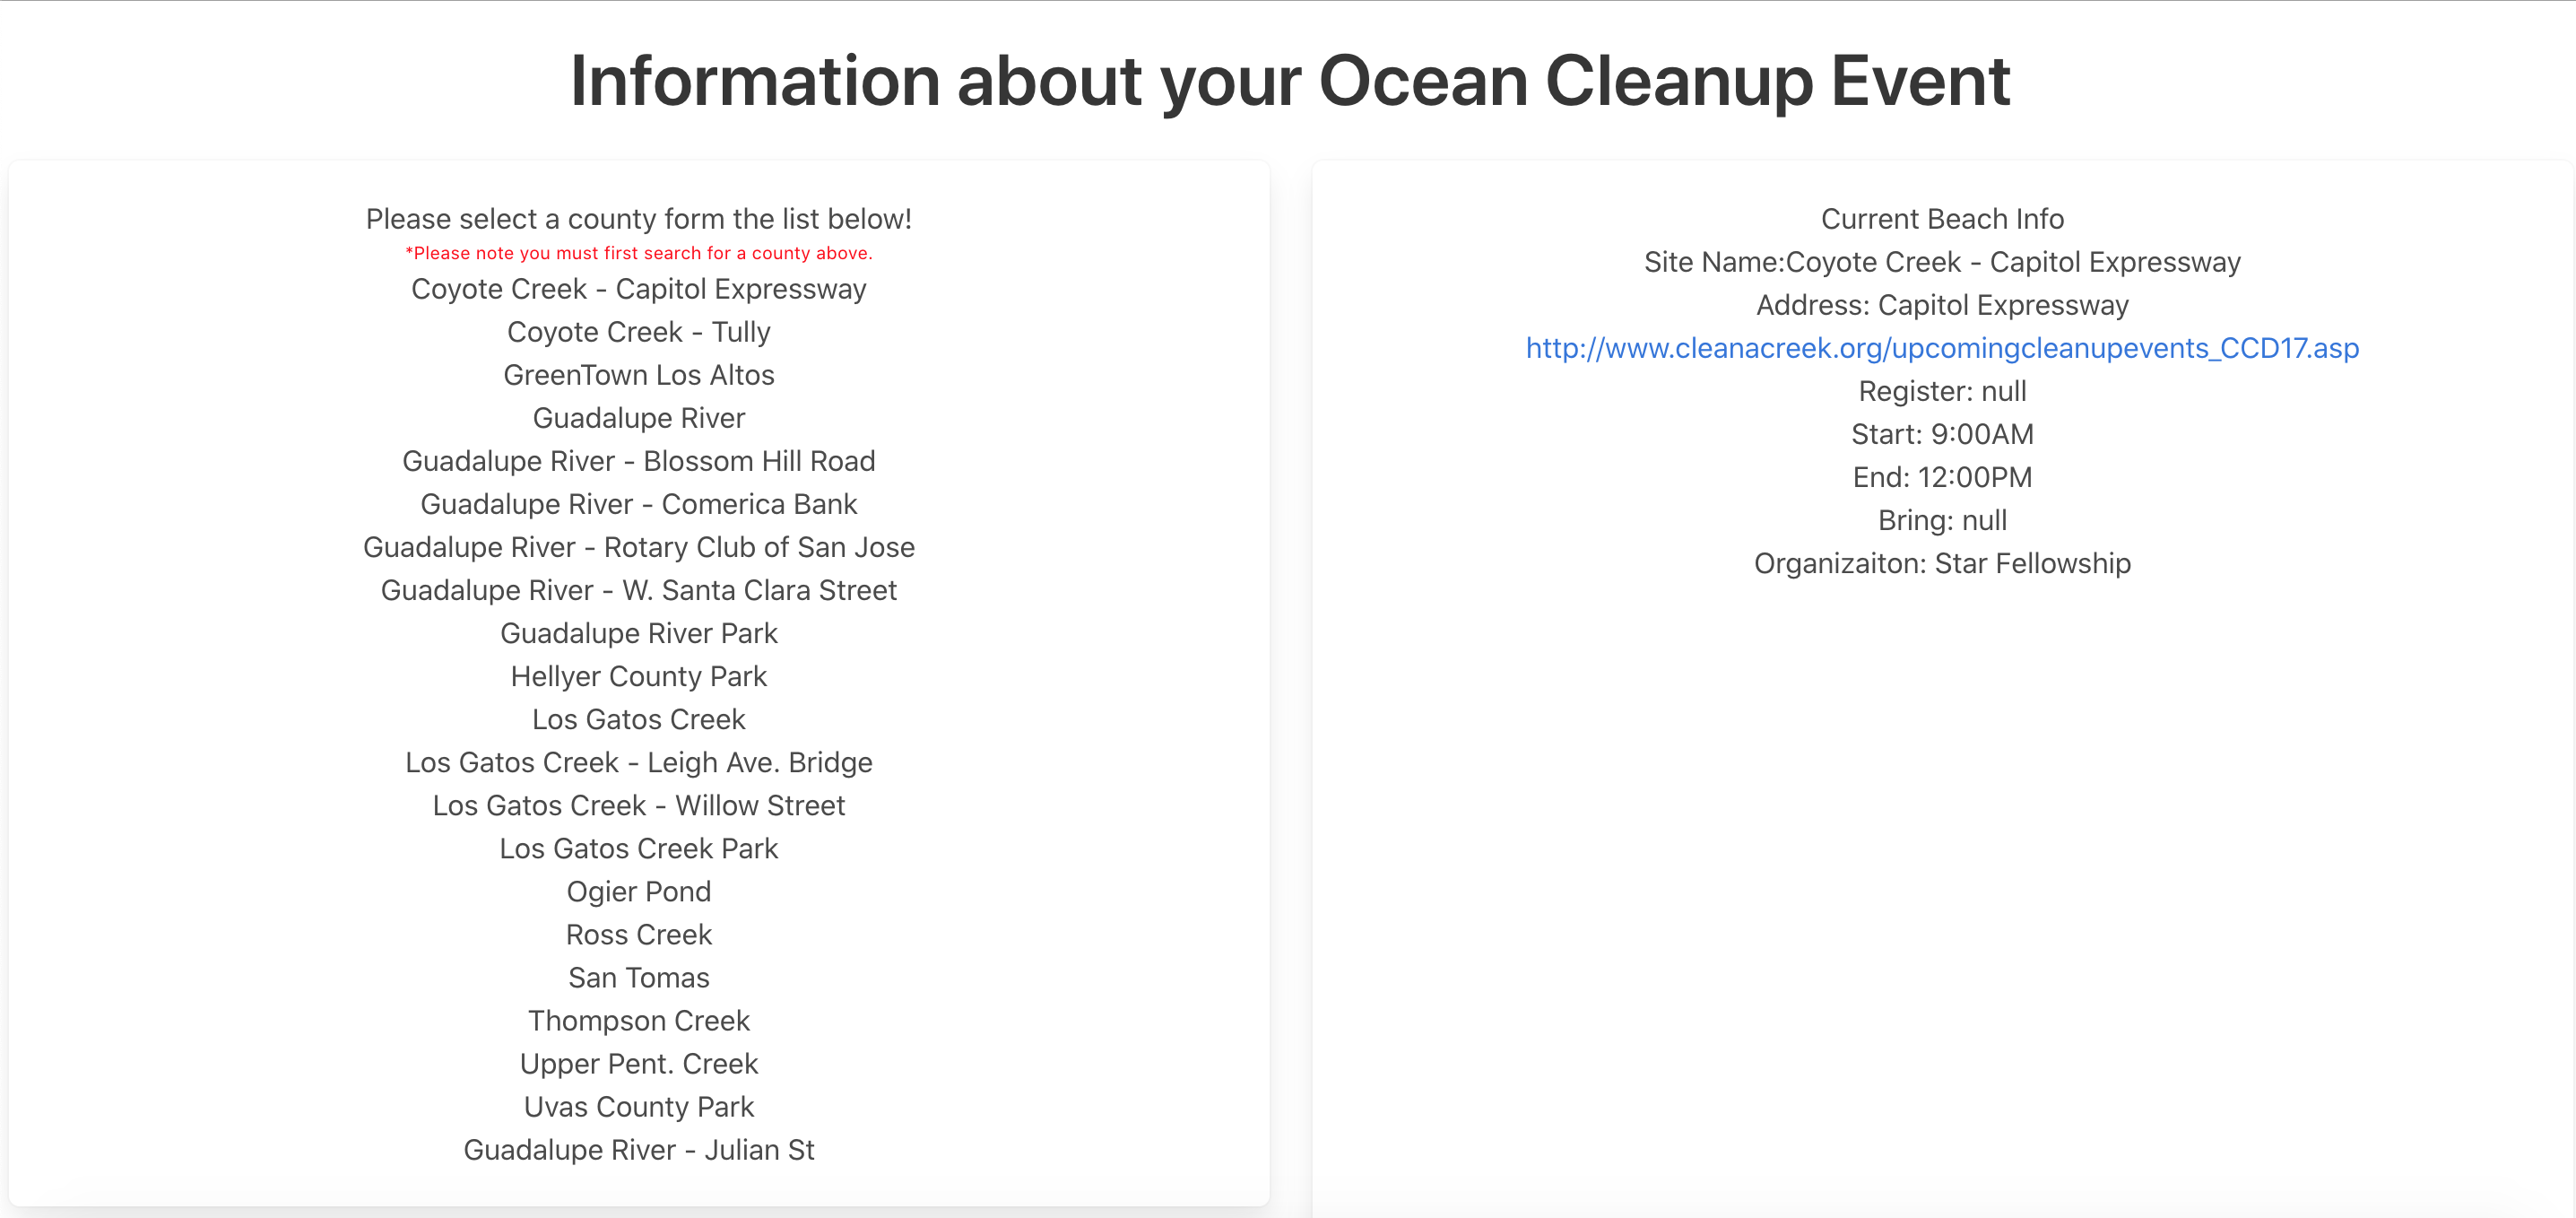 Information about your Ocean Cleanup Event
Please select a county form the list below!
*Please note you must first search for a county above.
Coyote Creek - Capitol Expressway
Coyote Creek - Tully
GreenTown Los Altos
Guadalupe River
Guadalupe River - Blossom Hill Road
Guadalupe River - Comerica Bank
Guadalupe River - Rotary Club of San Jose
Guadalupe River - W. Santa Clara Street
Guadalupe River Park
Hellyer County Park
Los Gatos Creek
Los Gatos Creek - Leigh Ave. Bridge
Los Gatos Creek - Willow Street
Los Gatos Creek Park
Ogier Pond
Ross Creek
San Tomas
Thompson Creek
Upper Pent. Creek
Uvas County Park
Guadalupe River - Julian St
Current Beach Info
Site Name:Coyote Creek - Capitol Expressway
Address: Capitol Expressway
http://www.cleanacreek.org/upcomingcleanupevents_CCD17.asp
Register: null
Start: 9:00AM
End: 12:00PM
Bring: null
Organizaiton: Star Fellowship